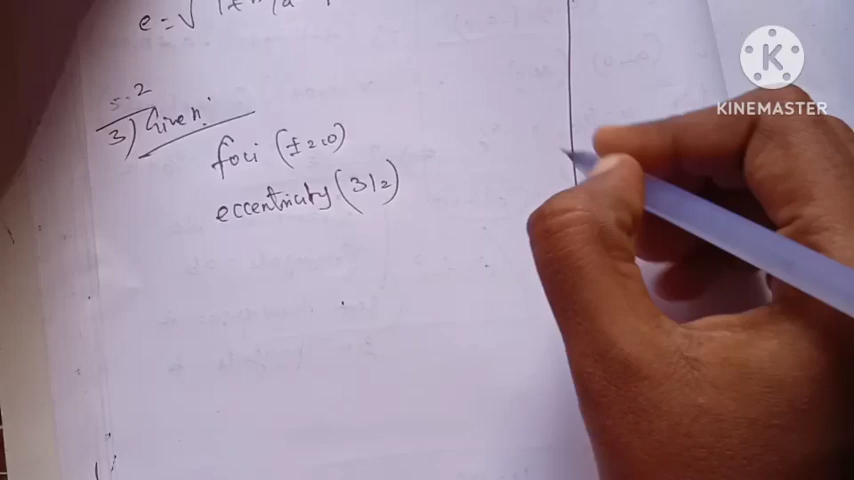 e = √
5.2
3) Given:
foci (±2,0)
eccentricity (3/2)
KINEMASTER